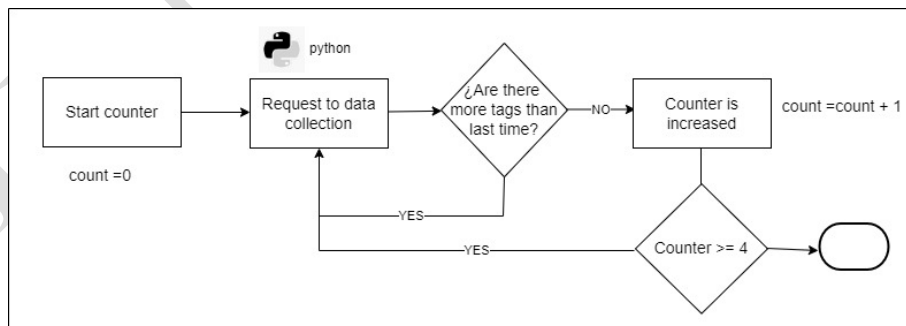 python
Start counter
count =0
Request to data
collection
¿Are there
more tags than
last time?
NO
Counter is
increased
count =count + 1
YES
YES
Counter >= 4